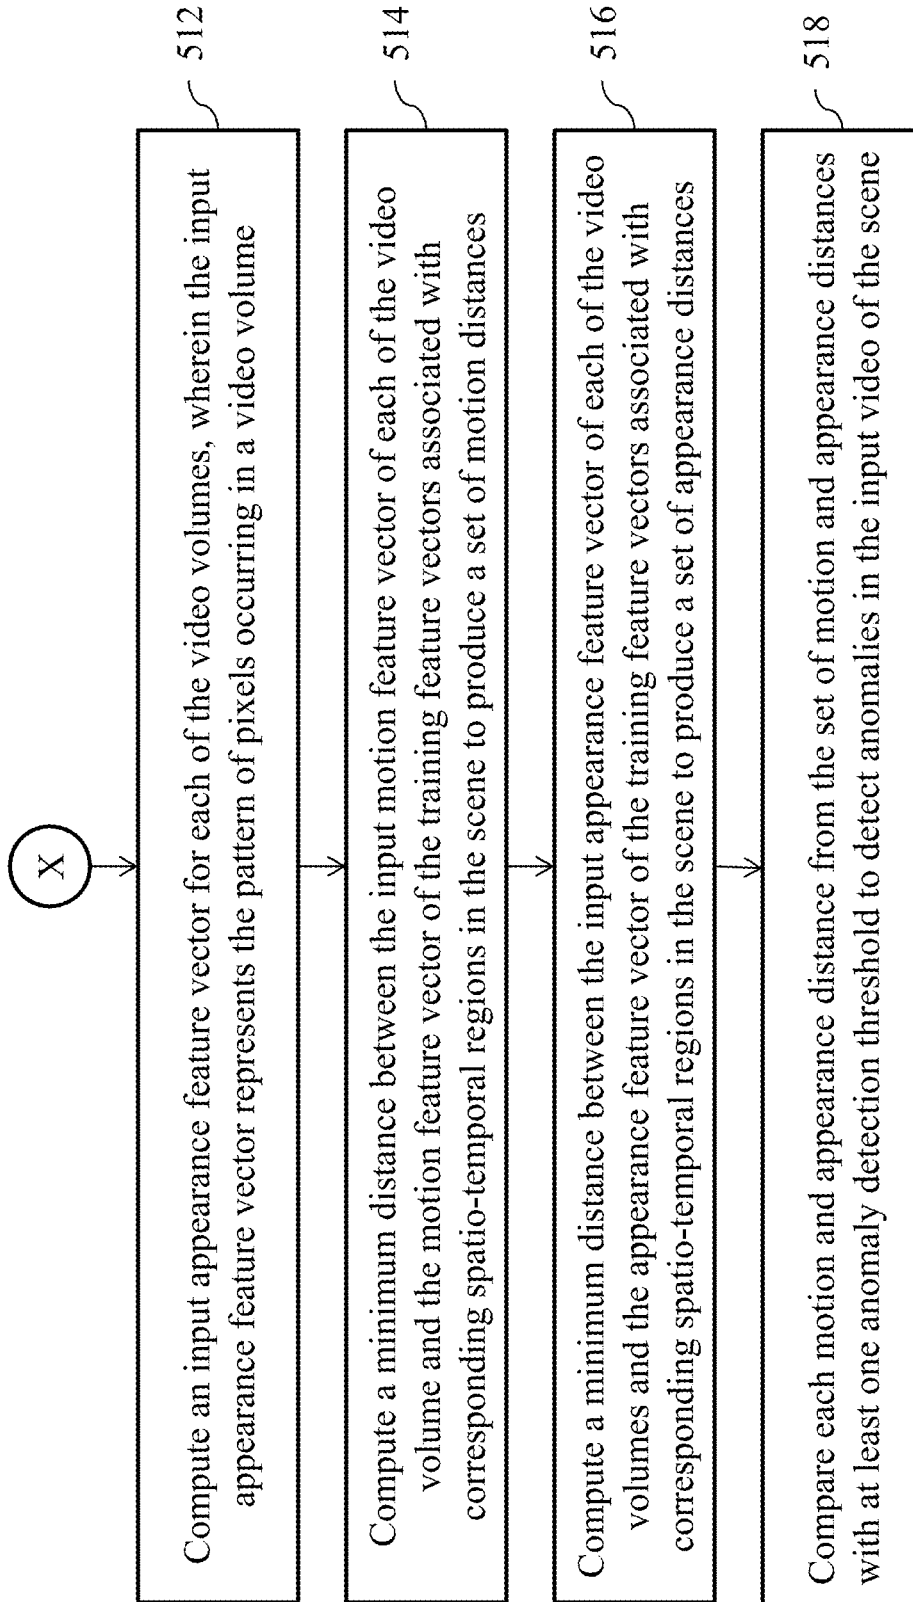 X
Compute an input appearance feature vector for each of the video volumes, wherein the input
appearance feature vector represents the pattern of pixels occurring in a video volume
512
Compute a minimum distance between the input motion feature vector of each of the video
volume and the motion feature vector of the training feature vectors associated with
corresponding spatio-temporal regions in the scene to produce a set of motion distances
514
Compute a minimum distance between the input appearance feature vector of each of the video
volumes and the appearance feature vector of the training feature vectors associated with
corresponding spatio-temporal regions in the scene to produce a set of appearance distances
516
Compare each motion and appearance distance from the set of motion and appearance distances
with at least one anomaly detection threshold to detect anomalies in the input video of the scene
518